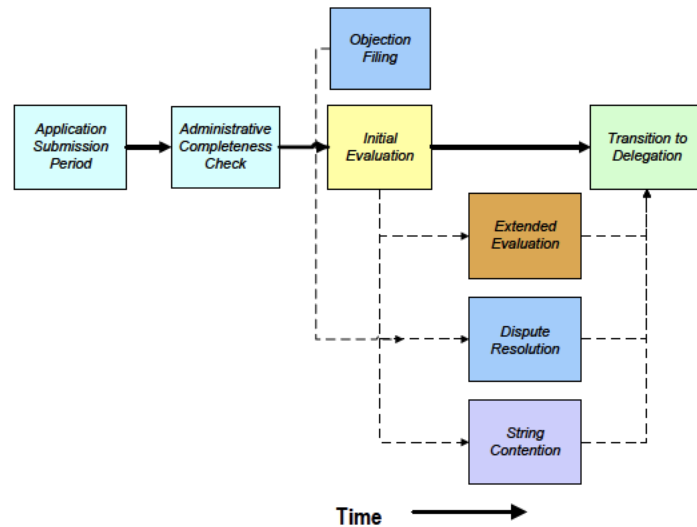 Objection
Filing
Application
Submission
Period
Administrative
Completeness
Check
Initial
Evaluation
Transition to
Delegation
Extended
Evaluation
Dispute
Resolution
String
Contention
Time